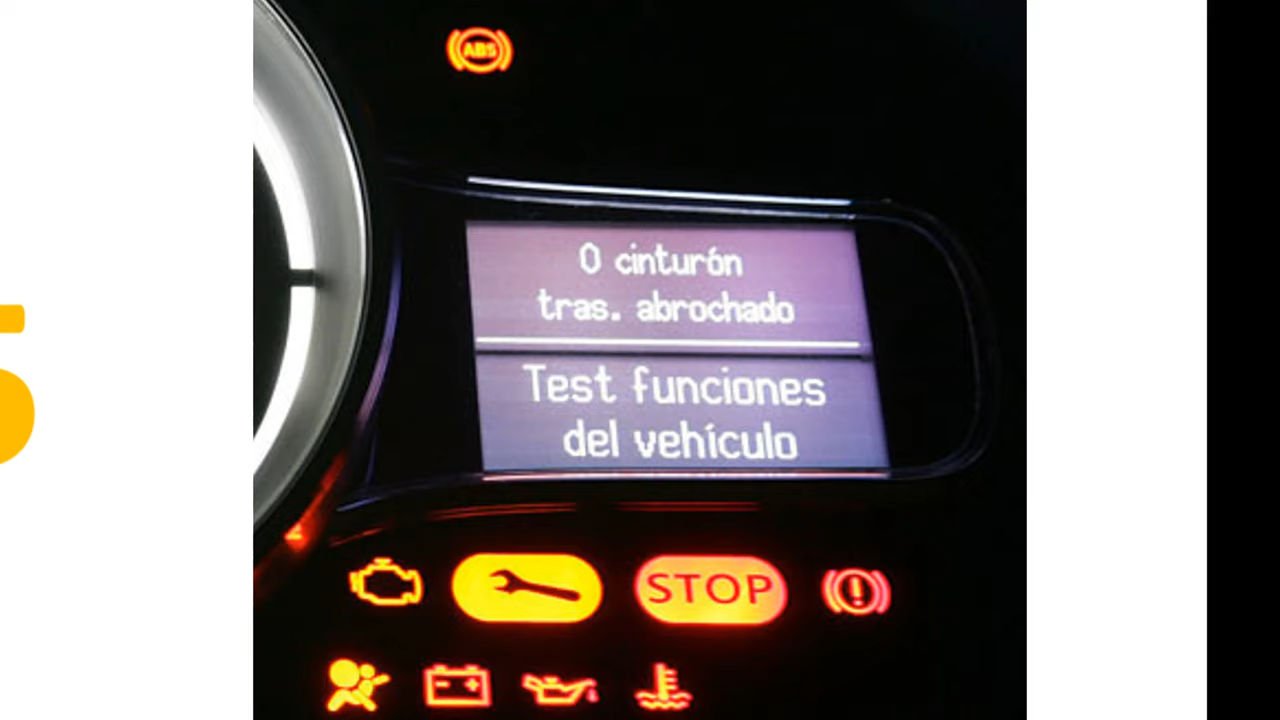 ABS
0 cinturón
tras. abrochado
Test funciones
del vehículo
STOP